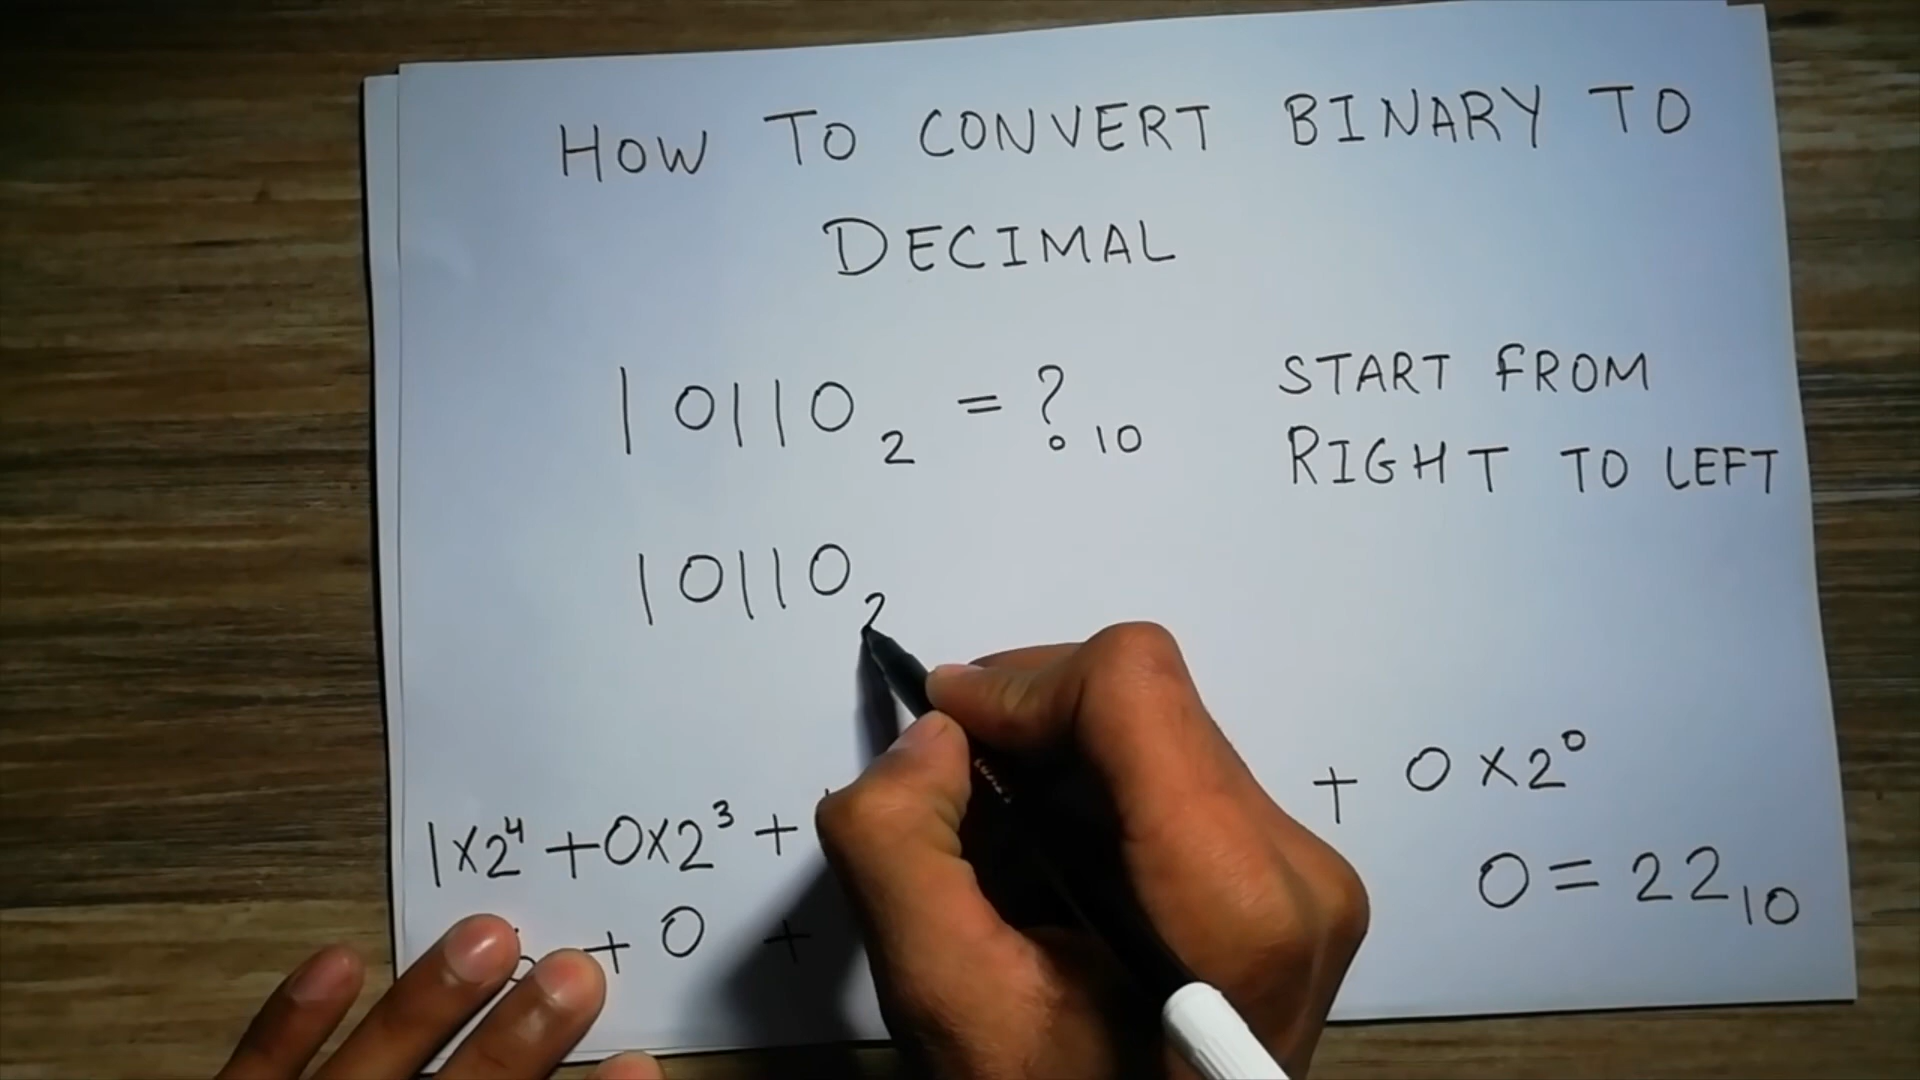 HOW TO CONVERT BINARY TO
DECIMAL
10110₂ = ?₁₀
START FROM
RIGHT TO LEFT
10110₂
1×2⁴ + 0×2³ + + 0×2⁰
+ 0 + 0 = 22₁₀